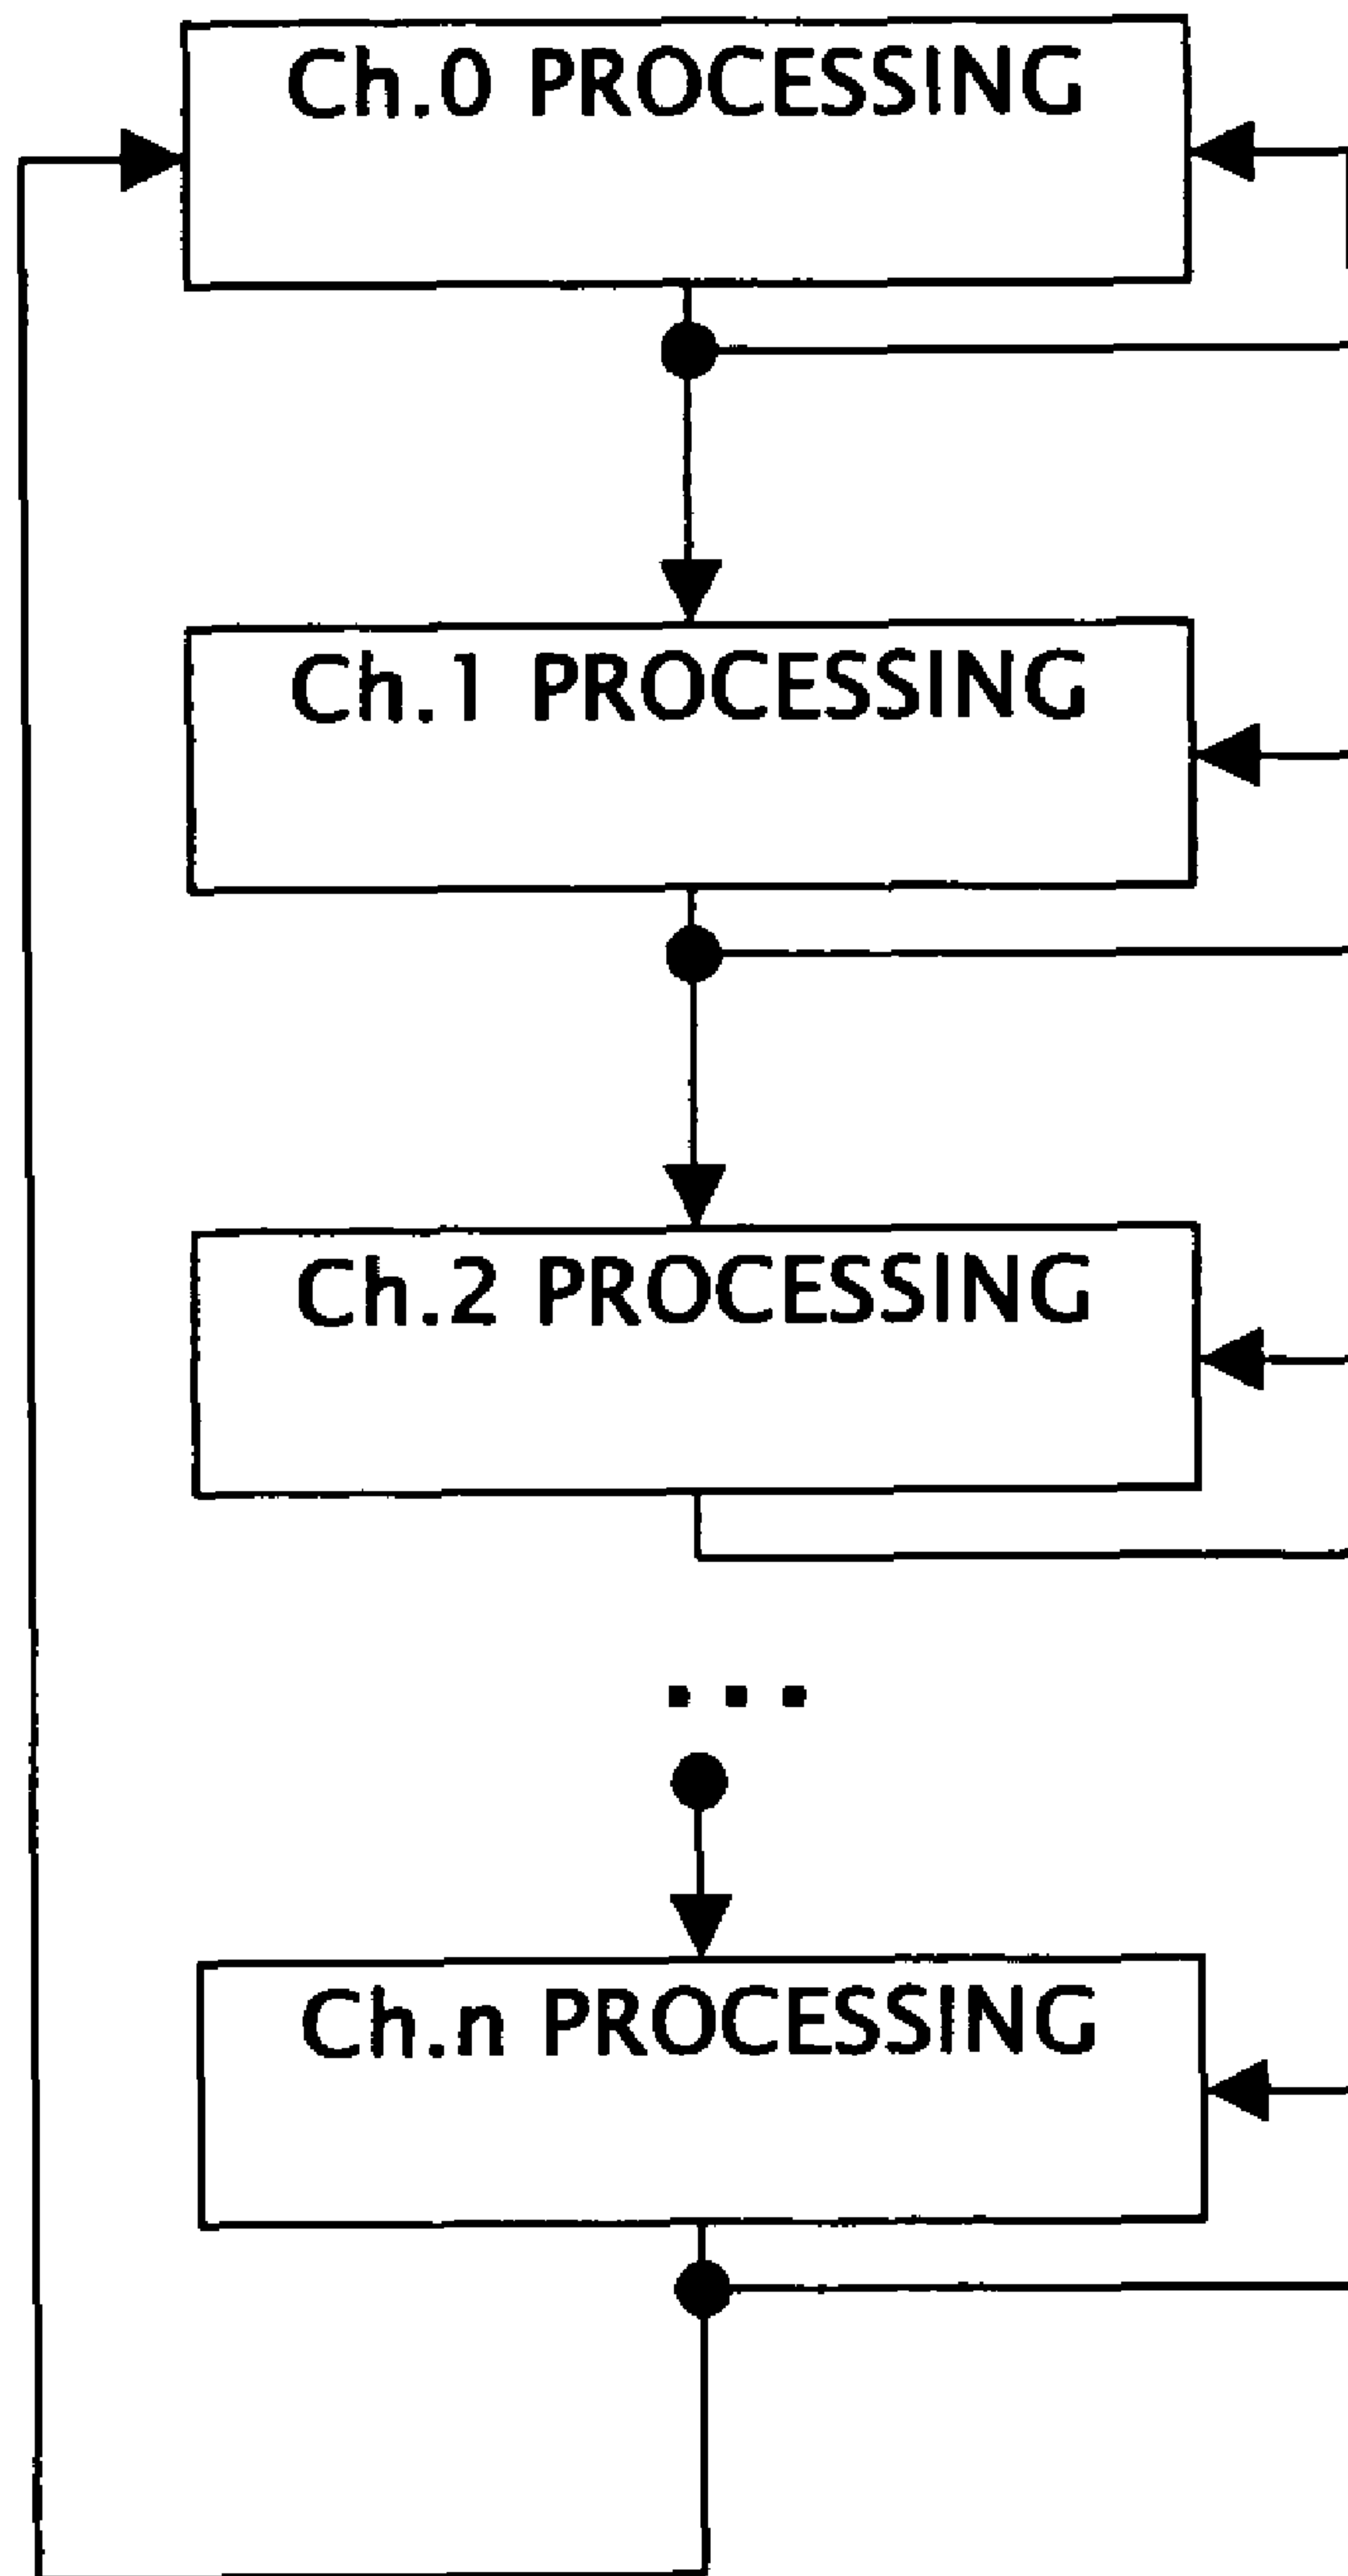 Ch.0 PROCESSING
Ch.1 PROCESSING
Ch.2 PROCESSING
...
Ch.n PROCESSING